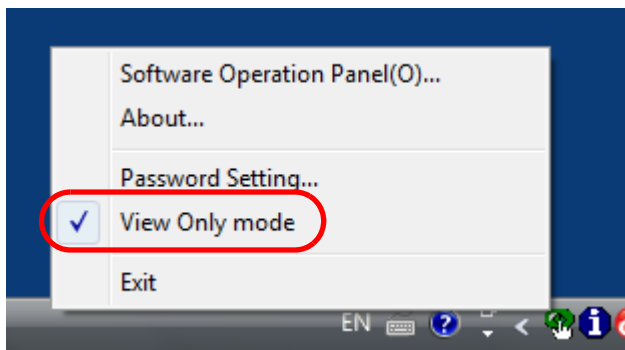 Software Operation Panel(O)...
About...
Password Setting...
View Only mode
Exit
EN